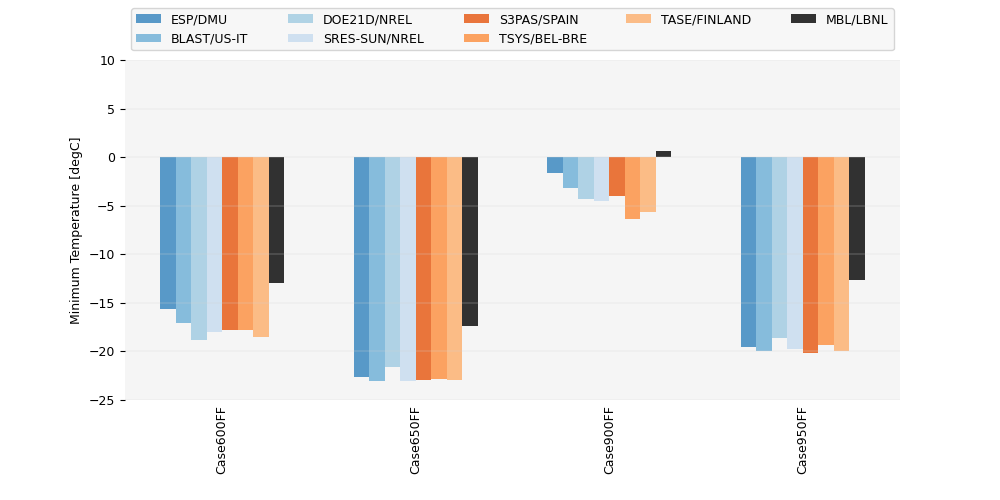 ESP/DMU DOE21D/NREL S3PAS/SPAIN TASE/FINLAND MBL/LBNL
BLAST/US-IT SRES-SUN/NREL TSYS/BEL-BRE
Minimum Temperature [degC]
10
5
0
−5
−10
−15
−20
−25
Case600FF Case650FF Case900FF Case950FF